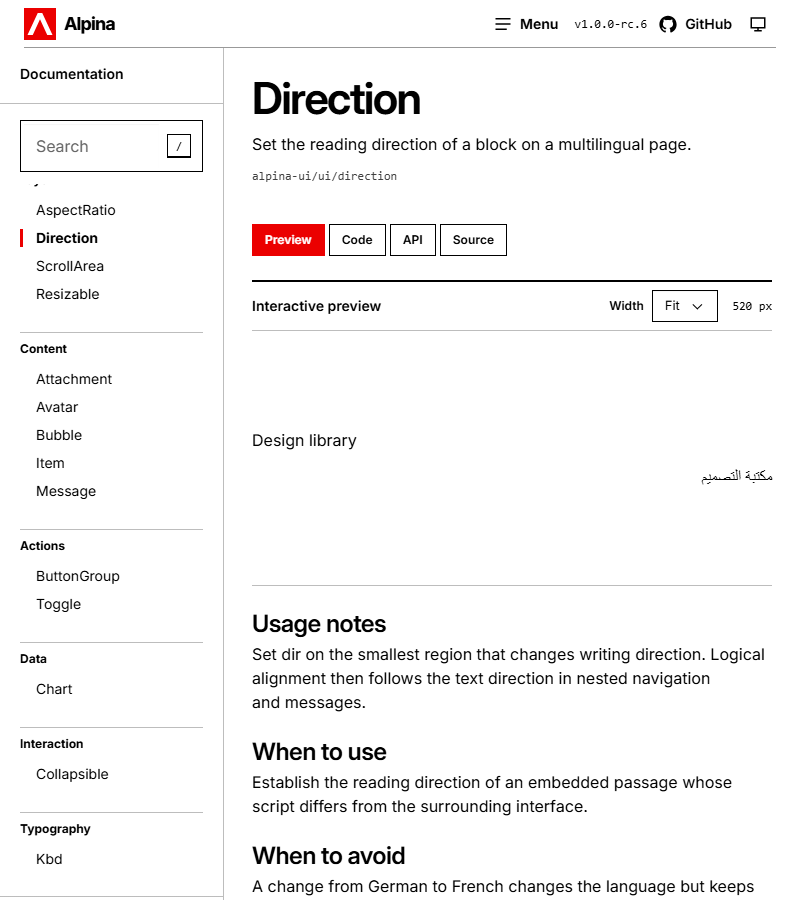 Alpina
Menu
v1.0.0-rc.6
GitHub
Documentation
Search
/
AspectRatio
Direction
ScrollArea
Resizable
Content
Attachment
Avatar
Bubble
Item
Message
Actions
ButtonGroup
Toggle
Data
Chart
Interaction
Collapsible
Typography
Kbd
Direction
Set the reading direction of a block on a multilingual page.
alpina-ui/ui/direction
Preview
Code
API
Source
Interactive preview
Width
Fit
520 px
Design library
مكتبة التصميم
Usage notes
Set dir on the smallest region that changes writing direction. Logical
alignment then follows the text direction in nested navigation
and messages.
When to use
Establish the reading direction of an embedded passage whose
script differs from the surrounding interface.
When to avoid
A change from German to French changes the language but keeps